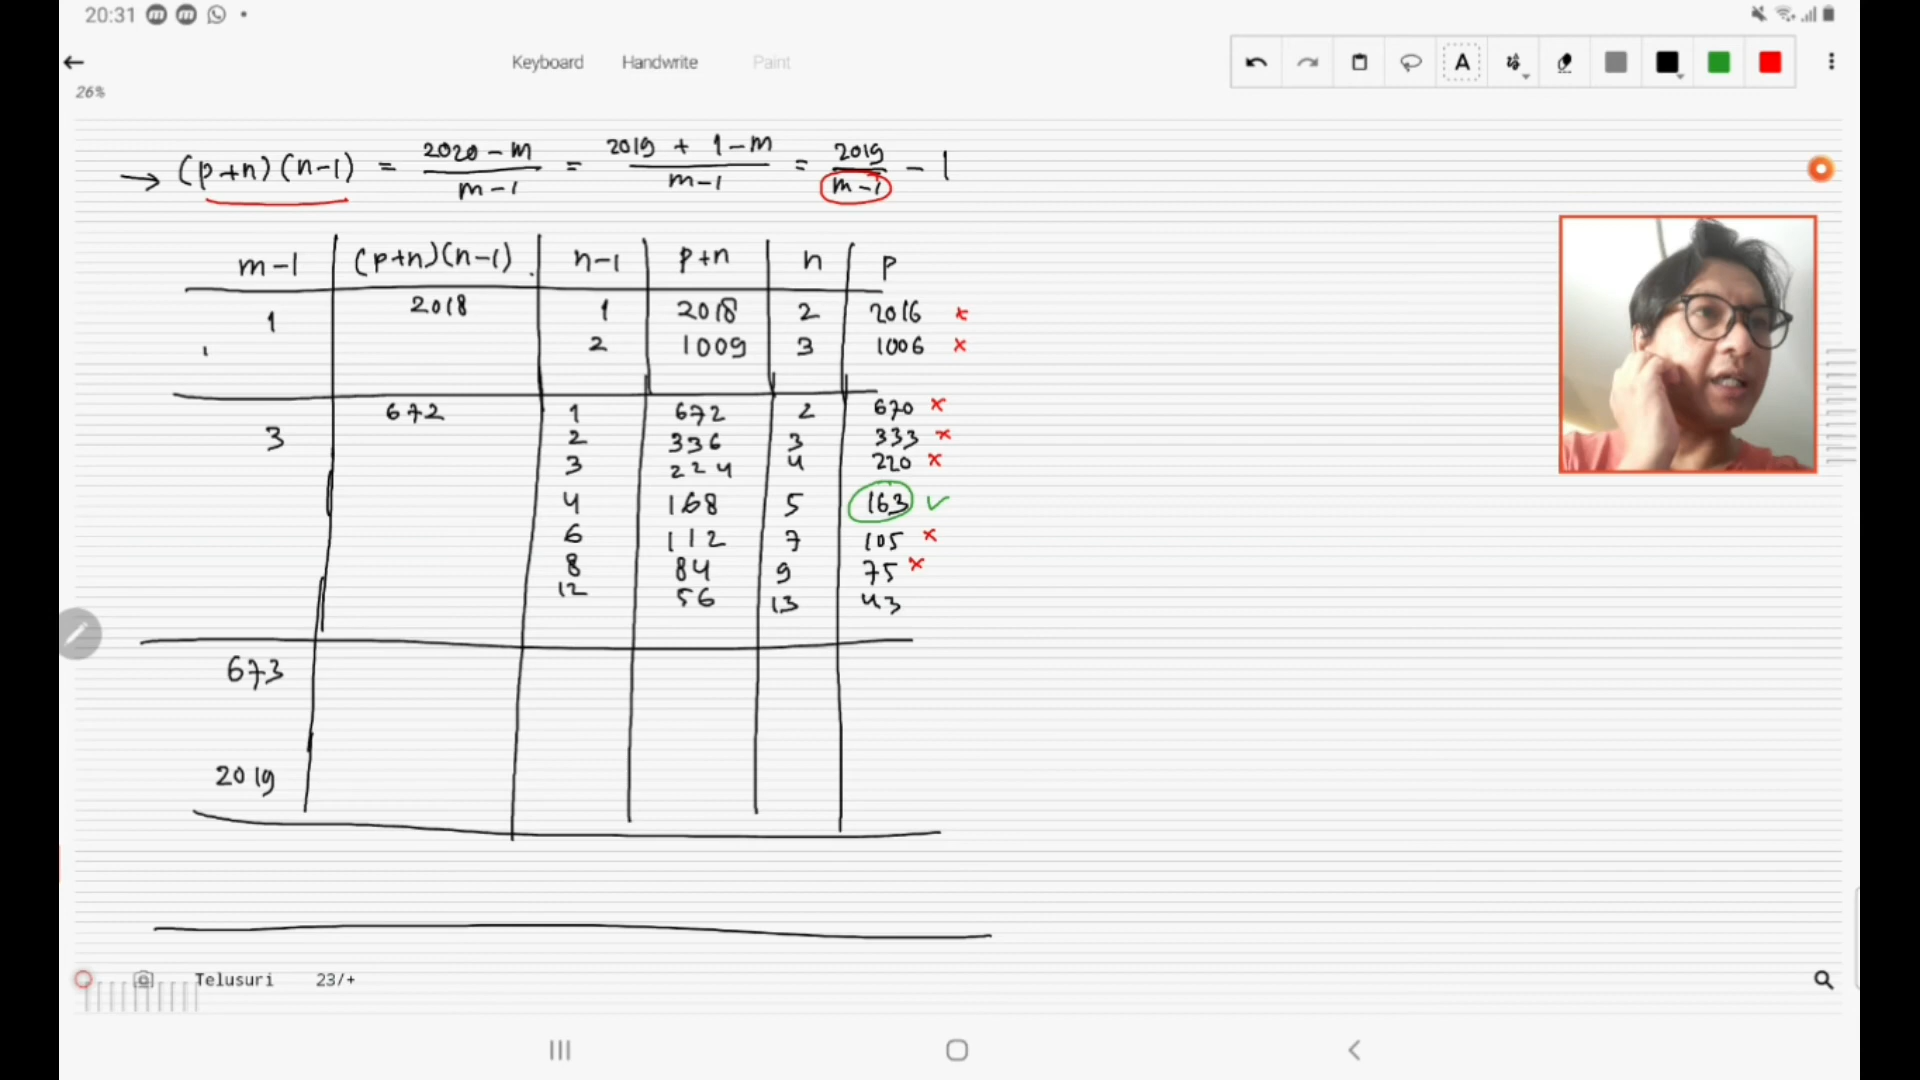 20:31
Keyboard Handwrite Paint
A
26%
→ (p+n)(n-1) = \frac{2020-m}{m-1} = \frac{2019+1-m}{m-1} = \frac{2019}{m-1} - 1
m-1 (p+n)(n-1) n-1 p+n n p
1 2018 1 2018 2 2016 ×
2 1009 3 1006 ×
3 672 1 672 2 670 ×
2 336 3 333 ×
3 224 4 220 ×
4 168 5 163 ✓
6 112 7 105 ×
8 84 9 75 ×
12 56 13 43
673
2019
Telusuri 23/+